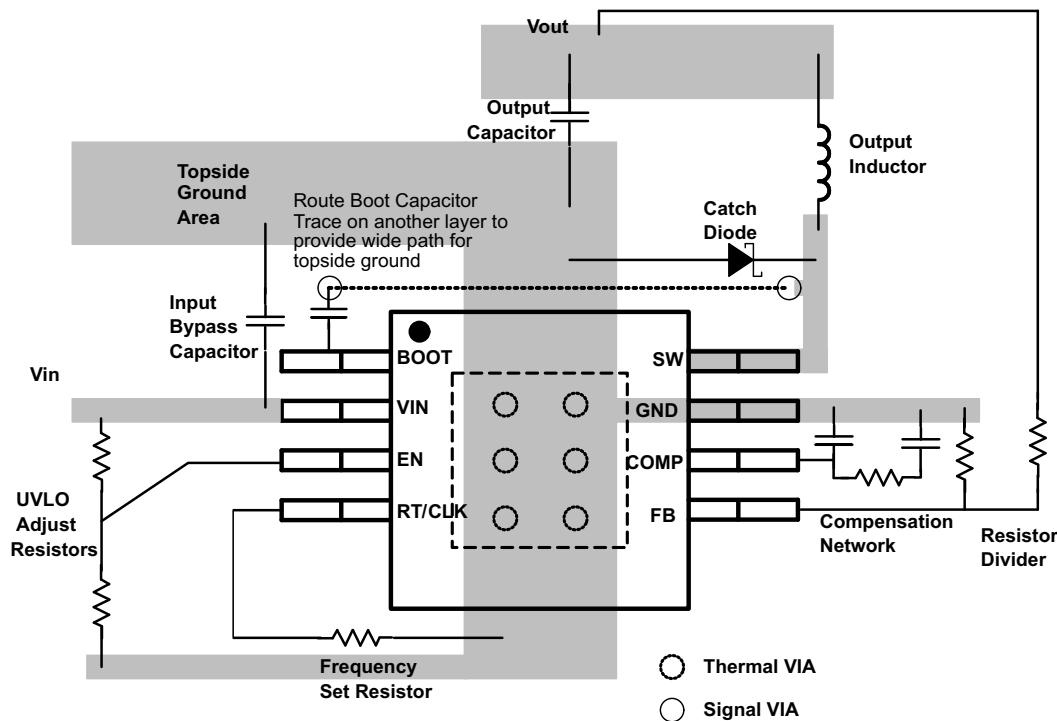 Vout
Output
Capacitor
Output
Inductor
Topside
Ground
Area
Route Boot Capacitor
Trace on another layer to
provide wide path for
topside ground
Catch
Diode
Input
Bypass
Capacitor
BOOT
SW
Vin
VIN
GND
EN
COMP
UVLO
Adjust
Resistors
RT/CLK
FB
Compensation
Network
Resistor
Divider
Frequency
Set Resistor
Thermal VIA
Signal VIA